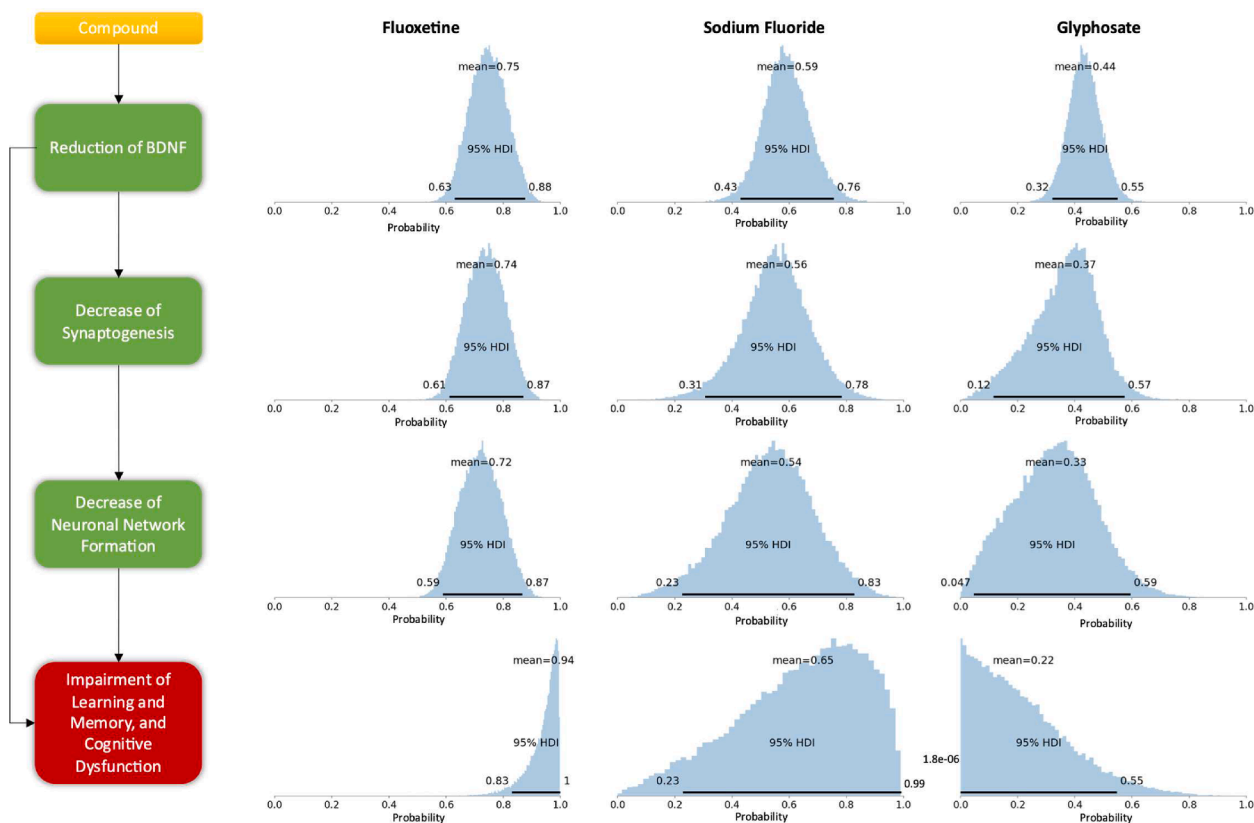 Compound
Fluoxetine
Sodium Fluoride
Glyphosate
Reduction of BDNF
mean=0.75
95% HDI
0.63
0.88
0.0 0.2 0.4 0.6 0.8 1.0
Probability
mean=0.59
95% HDI
0.43
0.76
0.0 0.2 0.4 0.6 0.8 1.0
Probability
mean=0.44
95% HDI
0.32
0.55
0.0 0.2 0.4 0.6 0.8 1.0
Probability
Decrease of
Synaptogenesis
mean=0.74
95% HDI
0.61
0.87
0.0 0.2 0.4 0.6 0.8 1.0
Probability
mean=0.56
95% HDI
0.31
0.78
0.0 0.2 0.4 0.6 0.8 1.0
Probability
mean=0.37
95% HDI
0.12
0.57
0.0 0.2 0.4 0.6 0.8 1.0
Probability
Decrease of
Neuronal Network
Formation
mean=0.72
95% HDI
0.59
0.87
0.0 0.2 0.4 0.6 0.8 1.0
Probability
mean=0.54
95% HDI
0.23
0.83
0.0 0.2 0.4 0.6 0.8 1.0
Probability
mean=0.33
95% HDI
0.047
0.59
0.0 0.2 0.4 0.6 0.8 1.0
Probability
Impairment of
Learning and
Memory, and
Cognitive
Dysfunction
mean=0.94
95% HDI
0.83
1
0.0 0.2 0.4 0.6 0.8 1.0
Probability
mean=0.65
95% HDI
0.23
0.99
0.0 0.2 0.4 0.6 0.8 1.0
Probability
mean=0.22
95% HDI
1.8e-06
0.55
0.0 0.2 0.4 0.6 0.8 1.0
Probability